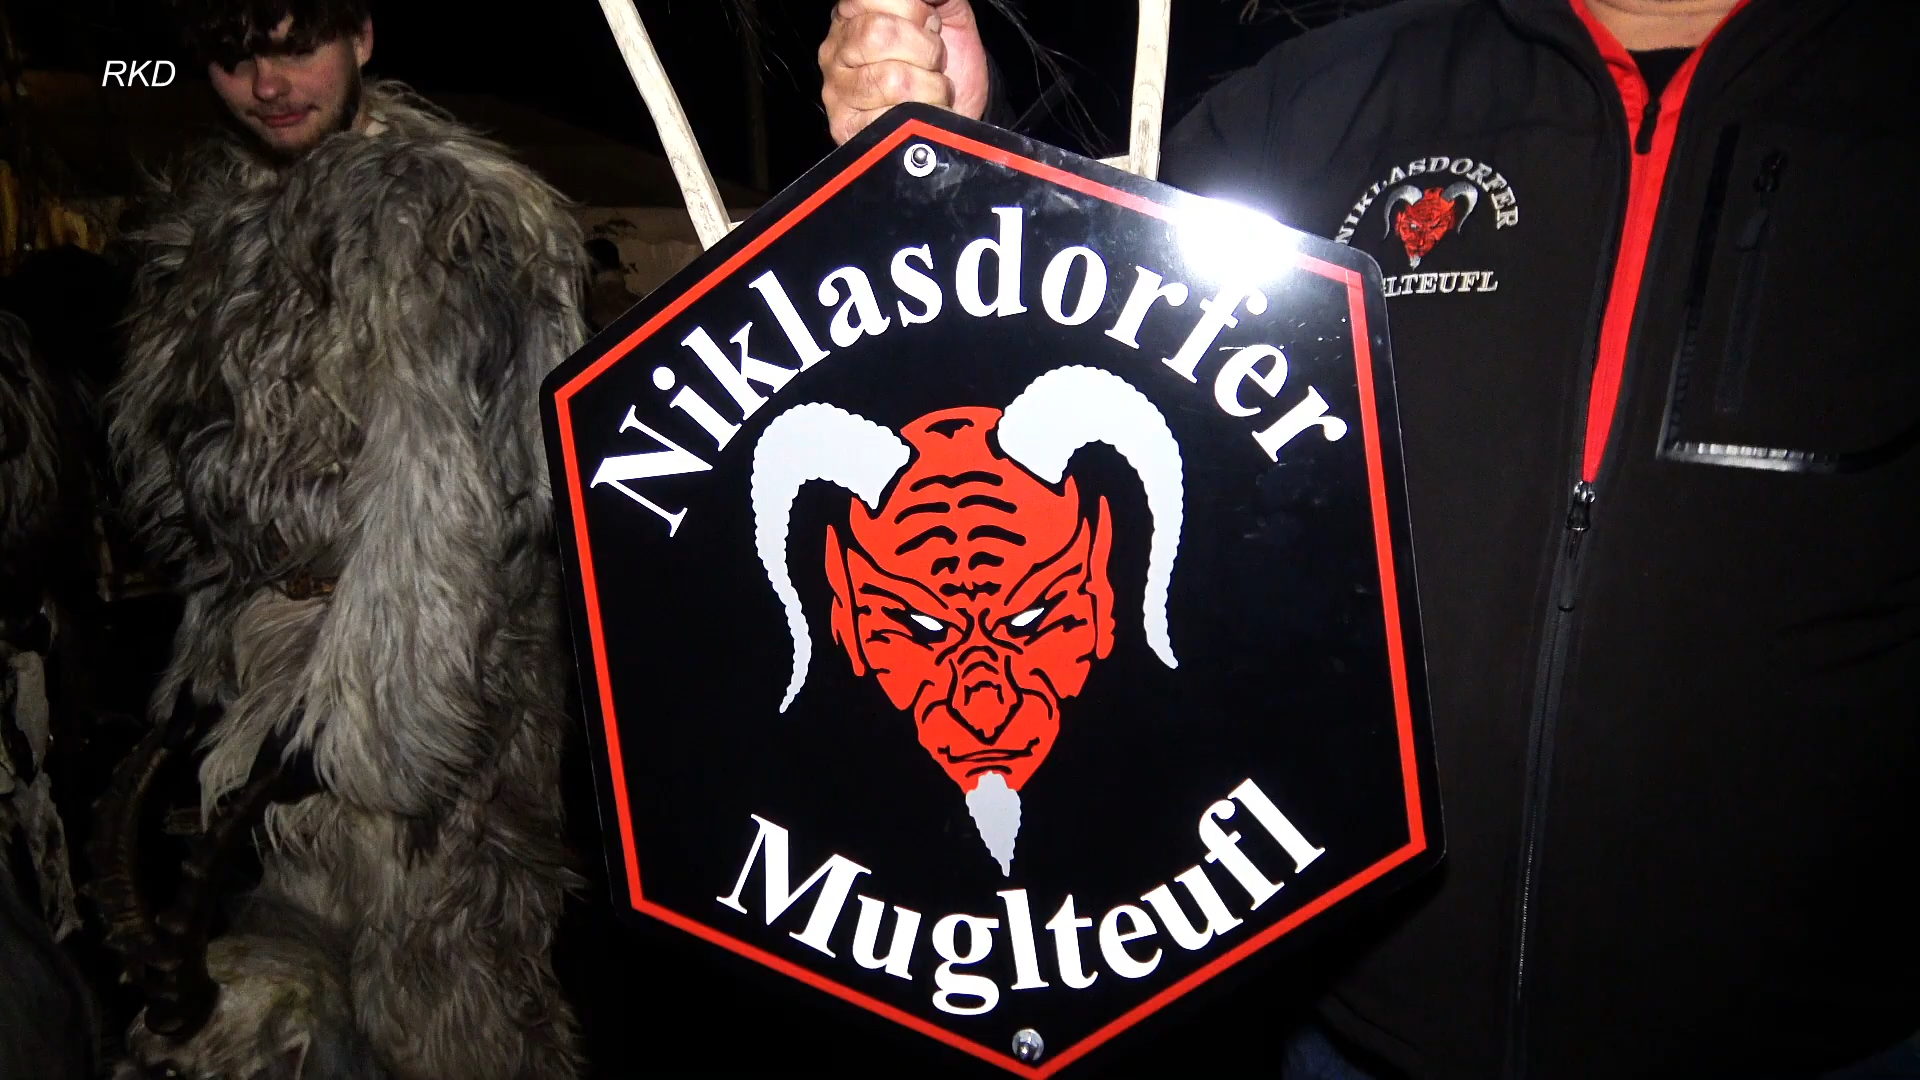 RKD
Niklasdorfer
Muglteufl
NIKLASDORFER
LTEUFL